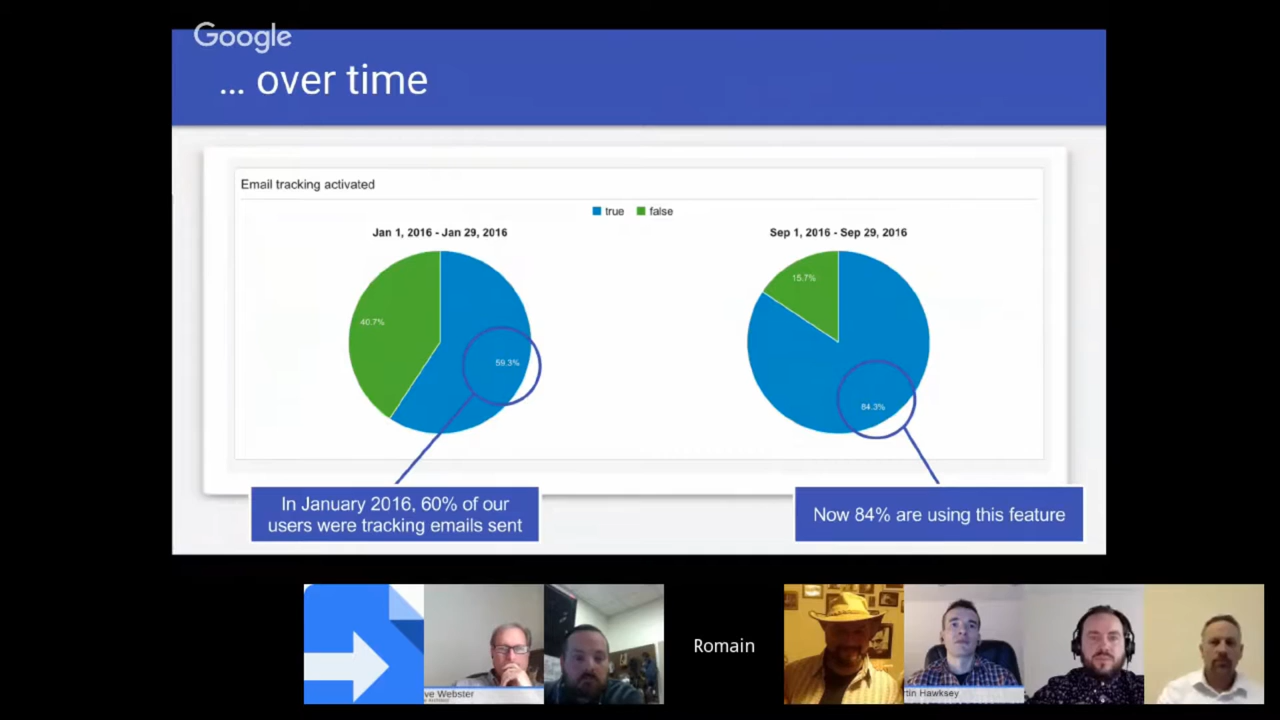 Google
... over time
Email tracking activated
true false
Jan 1, 2016 - Jan 29, 2016
Sep 1, 2016 - Sep 29, 2016
15.7%
40.7%
59.3%
84.3%
In January 2016, 60% of our
users were tracking emails sent
Now 84% are using this feature
Romain
ve Webster
tin Hawksey